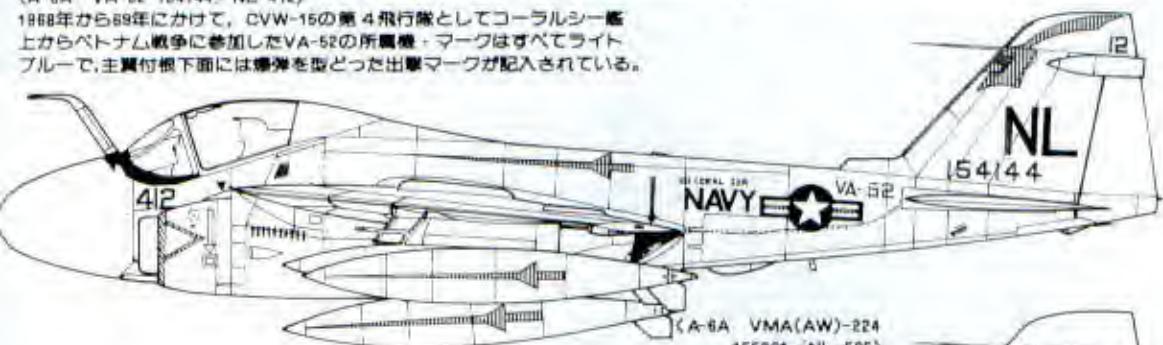 1968年から69年にかけて，CVW-15の第4飛行隊としてコーラルシー艦
上からベトナム戦争に参加したVA-52の所属機・マークはすべてライト
ブルーで,主翼付根下面には爆弾を型どった出撃マークが記入されている。
12
NL
154144
412
NAVY
VA-52
(A-6A VMA(AW)-224